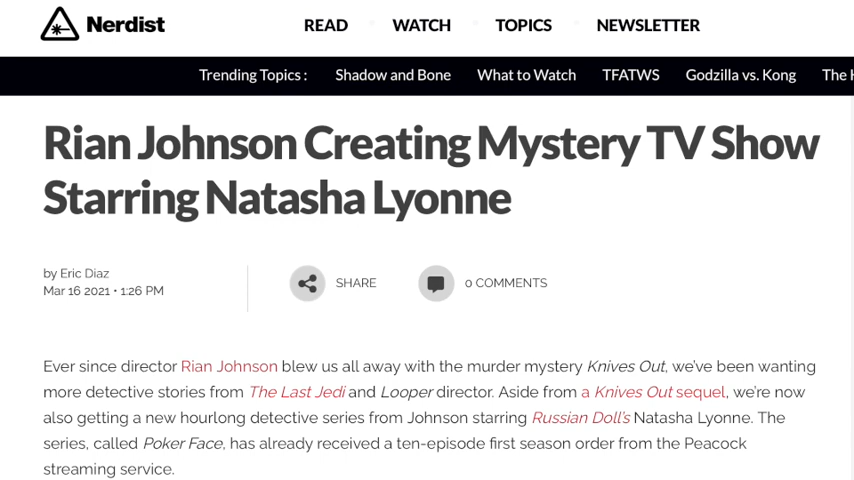 Nerdist
READ WATCH TOPICS NEWSLETTER
Trending Topics : Shadow and Bone What to Watch TFATWS Godzilla vs. Kong The
Rian Johnson Creating Mystery TV Show
Starring Natasha Lyonne
by Eric Diaz
Mar 16 2021 • 1:26 PM
SHARE
0 COMMENTS
Ever since director Rian Johnson blew us all away with the murder mystery Knives Out, we’ve been wanting
more detective stories from The Last Jedi and Looper director. Aside from a Knives Out sequel, we’re now
also getting a new hourlong detective series from Johnson starring Russian Doll’s Natasha Lyonne. The
series, called Poker Face, has already received a ten-episode first season order from the Peacock
streaming service.